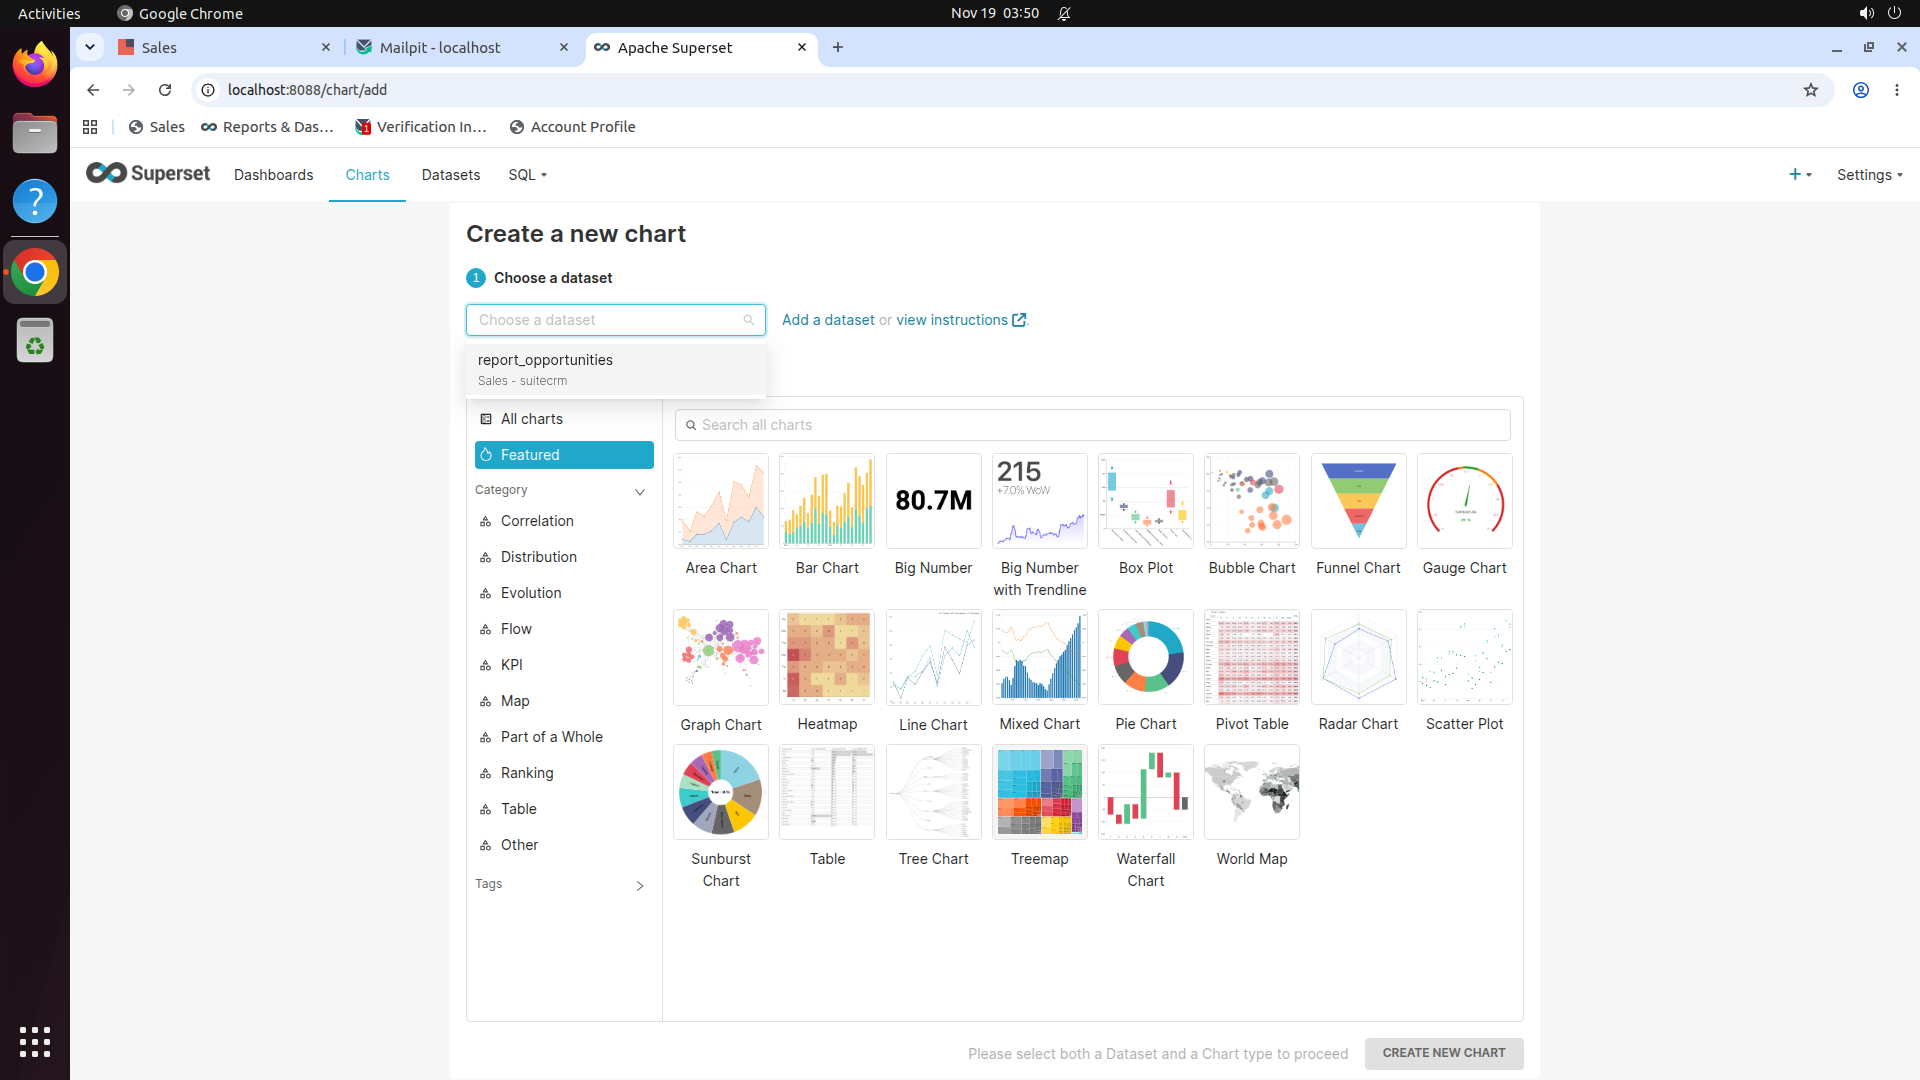 Activities
Google Chrome
Nov 19 03:50
Sales
Mailpit - localhost
Apache Superset
localhost:8088/chart/add
Sales
Reports & Das...
Verification In...
Account Profile
Superset
Dashboards
Charts
Datasets
SQL
Settings
Create a new chart
1 Choose a dataset
Choose a dataset
Add a dataset or view instructions .
report_opportunities
Sales - suitecrm
All charts
Search all charts
Featured
Category
Correlation
Distribution
Evolution
Flow
KPI
Map
Part of a Whole
Ranking
Table
Other
Tags
80.7M
215
+7.0% WoW
Area Chart
Bar Chart
Big Number
Big Number
with Trendline
Box Plot
Bubble Chart
Funnel Chart
Gauge Chart
Graph Chart
Heatmap
Line Chart
Mixed Chart
Pie Chart
Pivot Table
Radar Chart
Scatter Plot
Sunburst
Chart
Table
Tree Chart
Treemap
Waterfall
Chart
World Map
Please select both a Dataset and a Chart type to proceed
CREATE NEW CHART